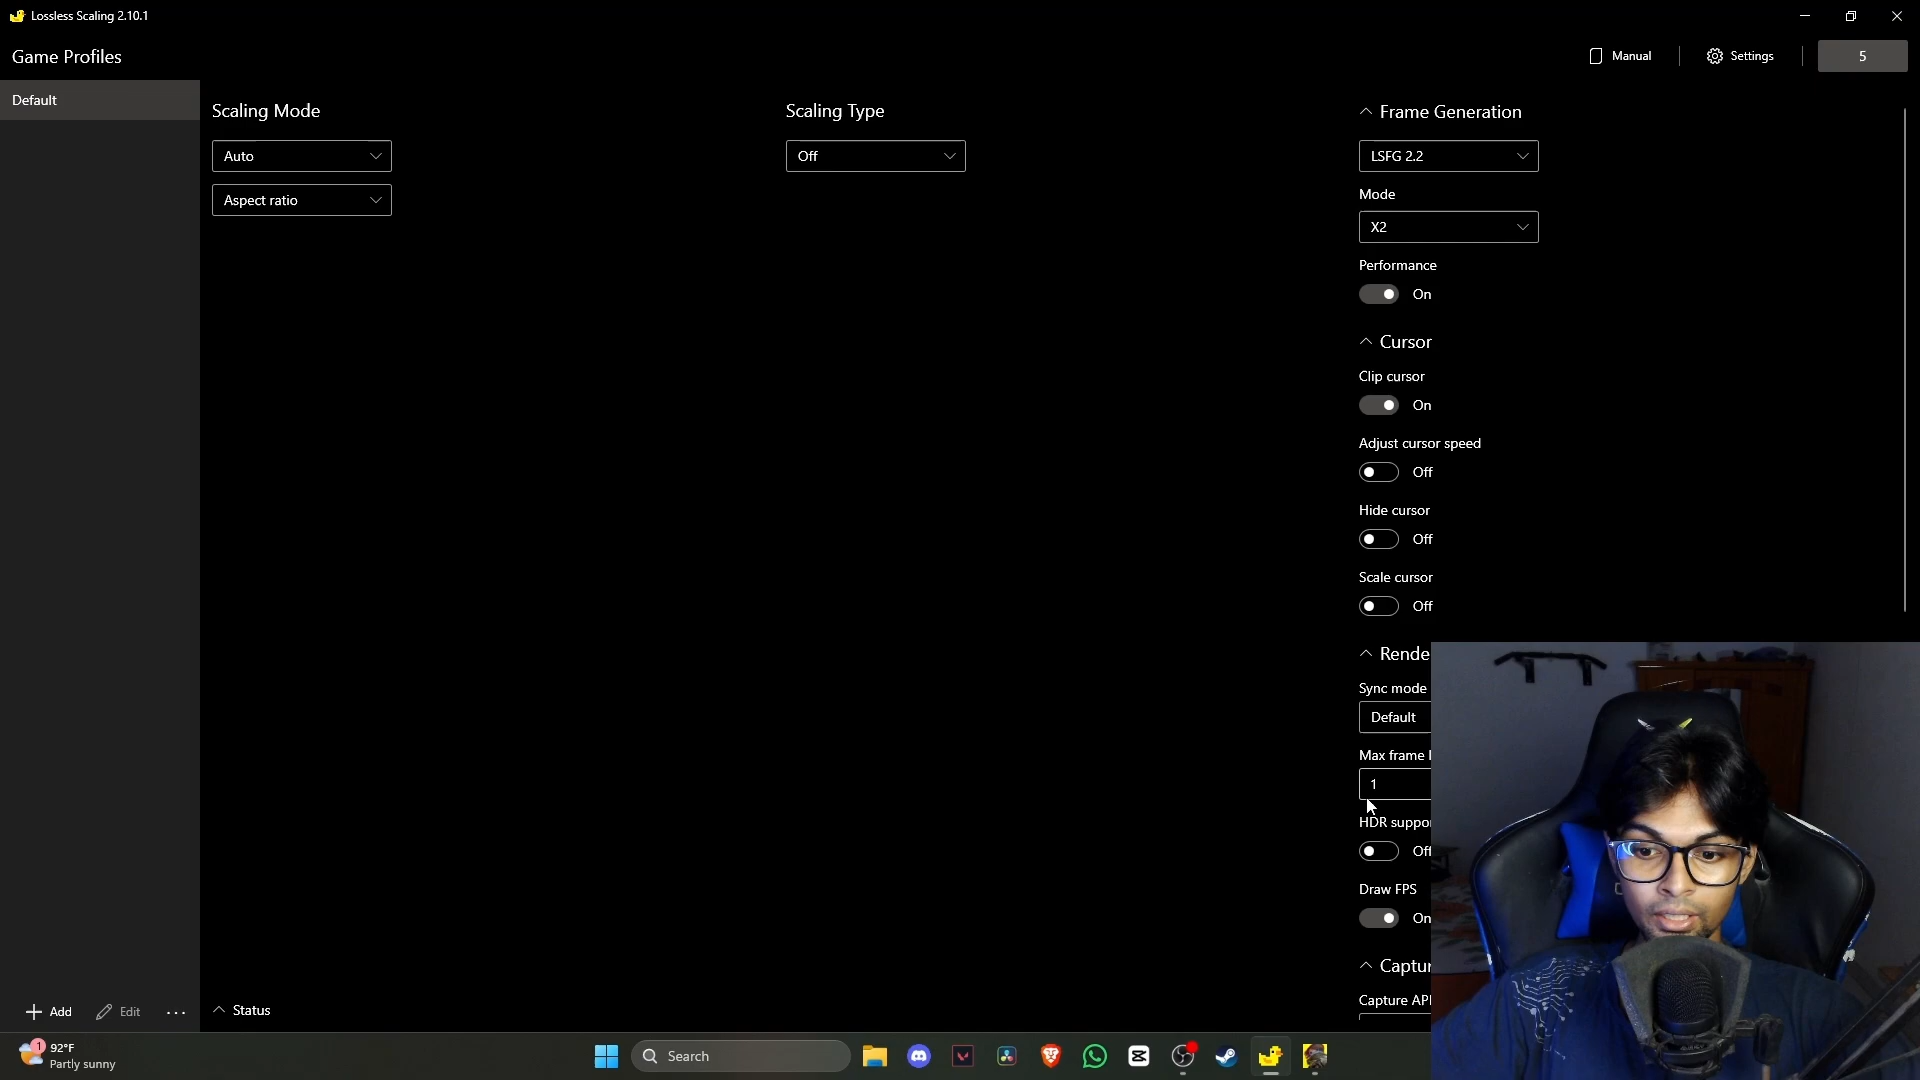 Lossless Scaling 2.10.1
Game Profiles
Manual
Settings
5
Default
Scaling Mode
Auto
Aspect ratio
Scaling Type
Off
Frame Generation
LSFG 2.2
Mode
X2
Performance
On
Cursor
Clip cursor
On
Adjust cursor speed
Off
Hide cursor
Off
Scale cursor
Off
Rende
Sync mode
Default
Max frame
1
HDR suppor
Off
Draw FPS
On
Captur
Capture API
Add
Edit
Status
1
92°F
Partly sunny
Search